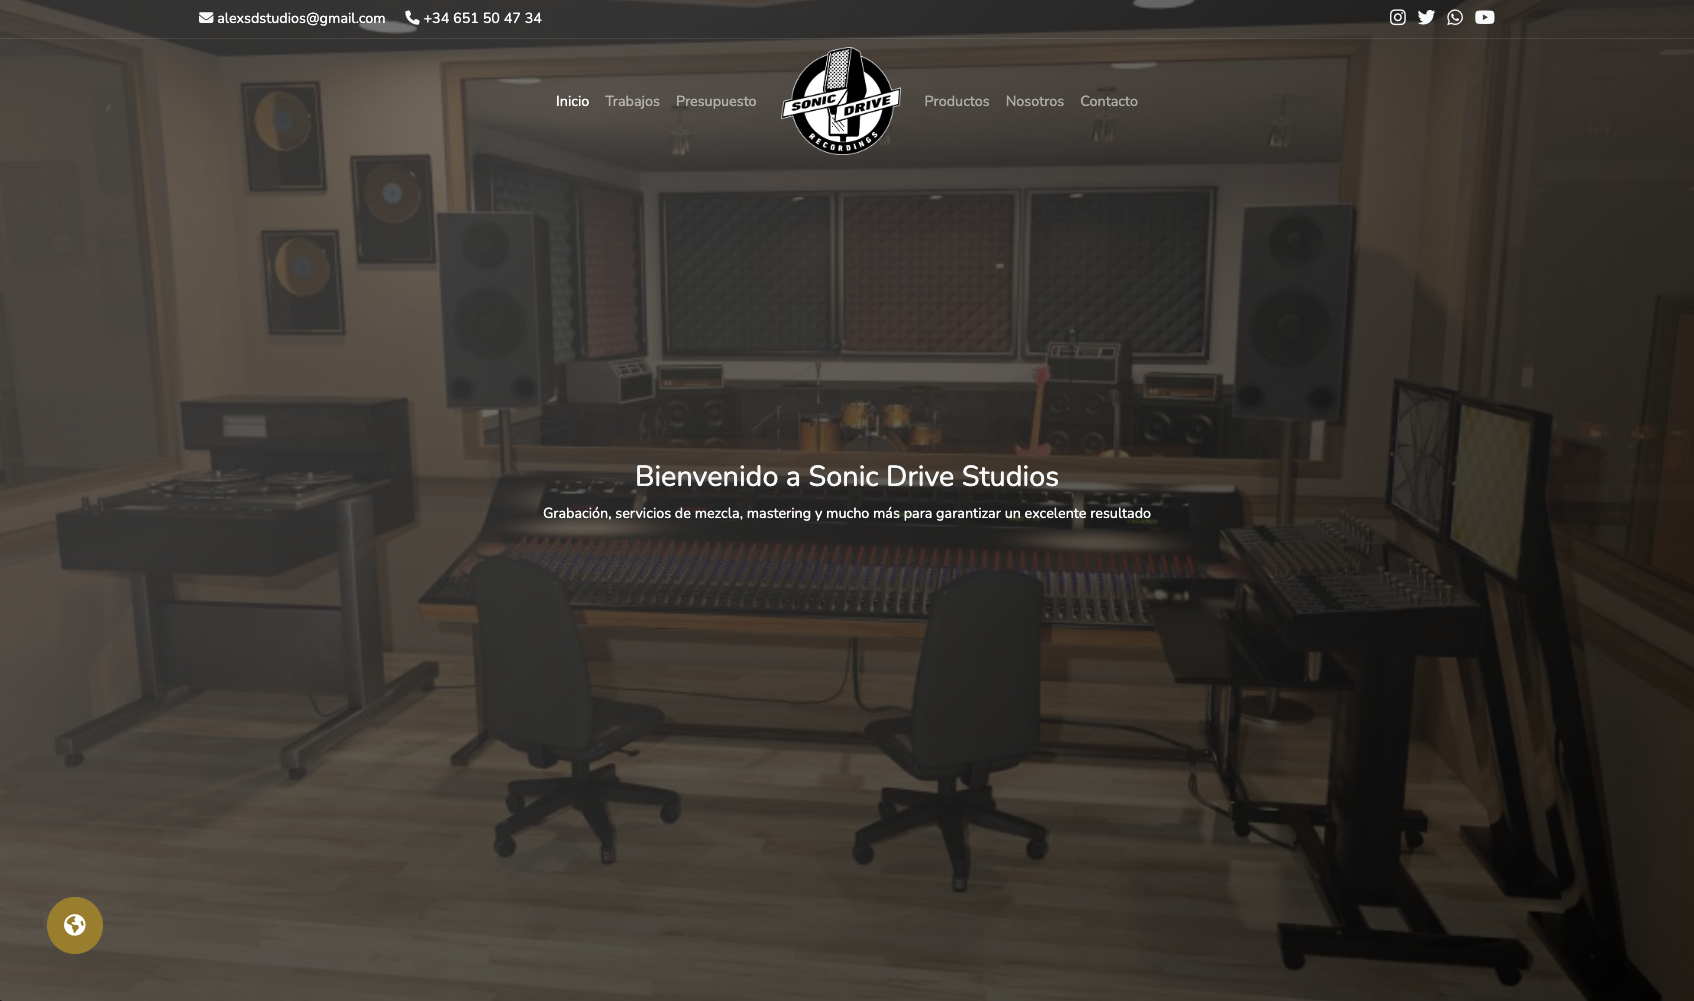 alexsdstudios@gmail.com +34 651 50 47 34
Inicio Trabajos Presupuesto
SONIC DRIVE
RECORDINGS
Productos Nosotros Contacto
Bienvenido a Sonic Drive Studios
Grabación, servicios de mezcla, mastering y mucho más para garantizar un excelente resultado